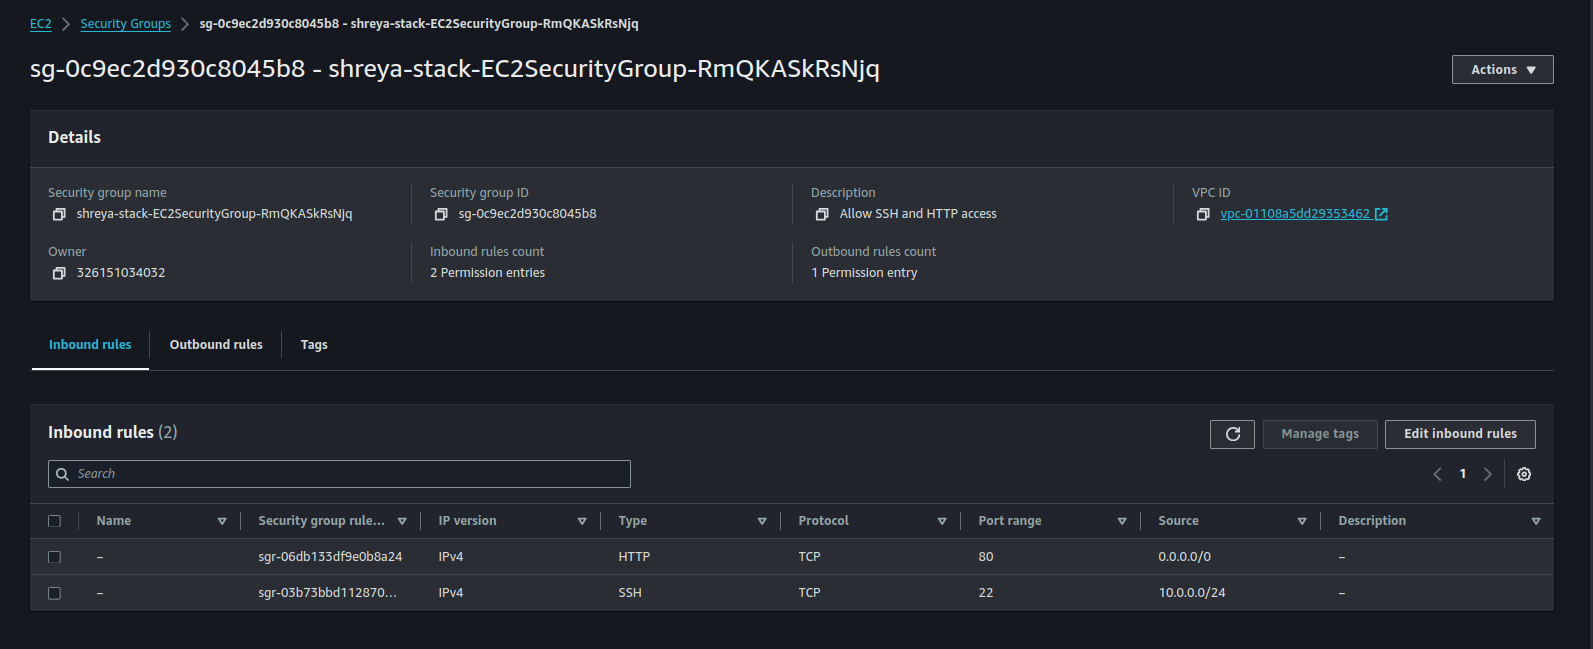 EC2 > Security Groups > sg-0c9ec2d930c8045b8 - shreya-stack-EC2SecurityGroup-RmQKASkRsNjq
sg-0c9ec2d930c8045b8 - shreya-stack-EC2SecurityGroup-RmQKASkRsNjq
Actions
Details
Security group name Security group ID Description VPC ID
shreya-stack-EC2SecurityGroup-RmQKASkRsNjq sg-0c9ec2d930c8045b8 Allow SSH and HTTP access vpc-01108a5dd29353462
Owner Inbound rules count Outbound rules count
326151034032 2 Permission entries 1 Permission entry
Inbound rules Outbound rules Tags
Inbound rules (2) Manage tags Edit inbound rules
Search 1
Name Security group rule... IP version Type Protocol Port range Source Description
– sgr-06db133df9e0b8a24 IPv4 HTTP TCP 80 0.0.0.0/0 –
– sgr-03b73bbd112870... IPv4 SSH TCP 22 10.0.0.0/24 –